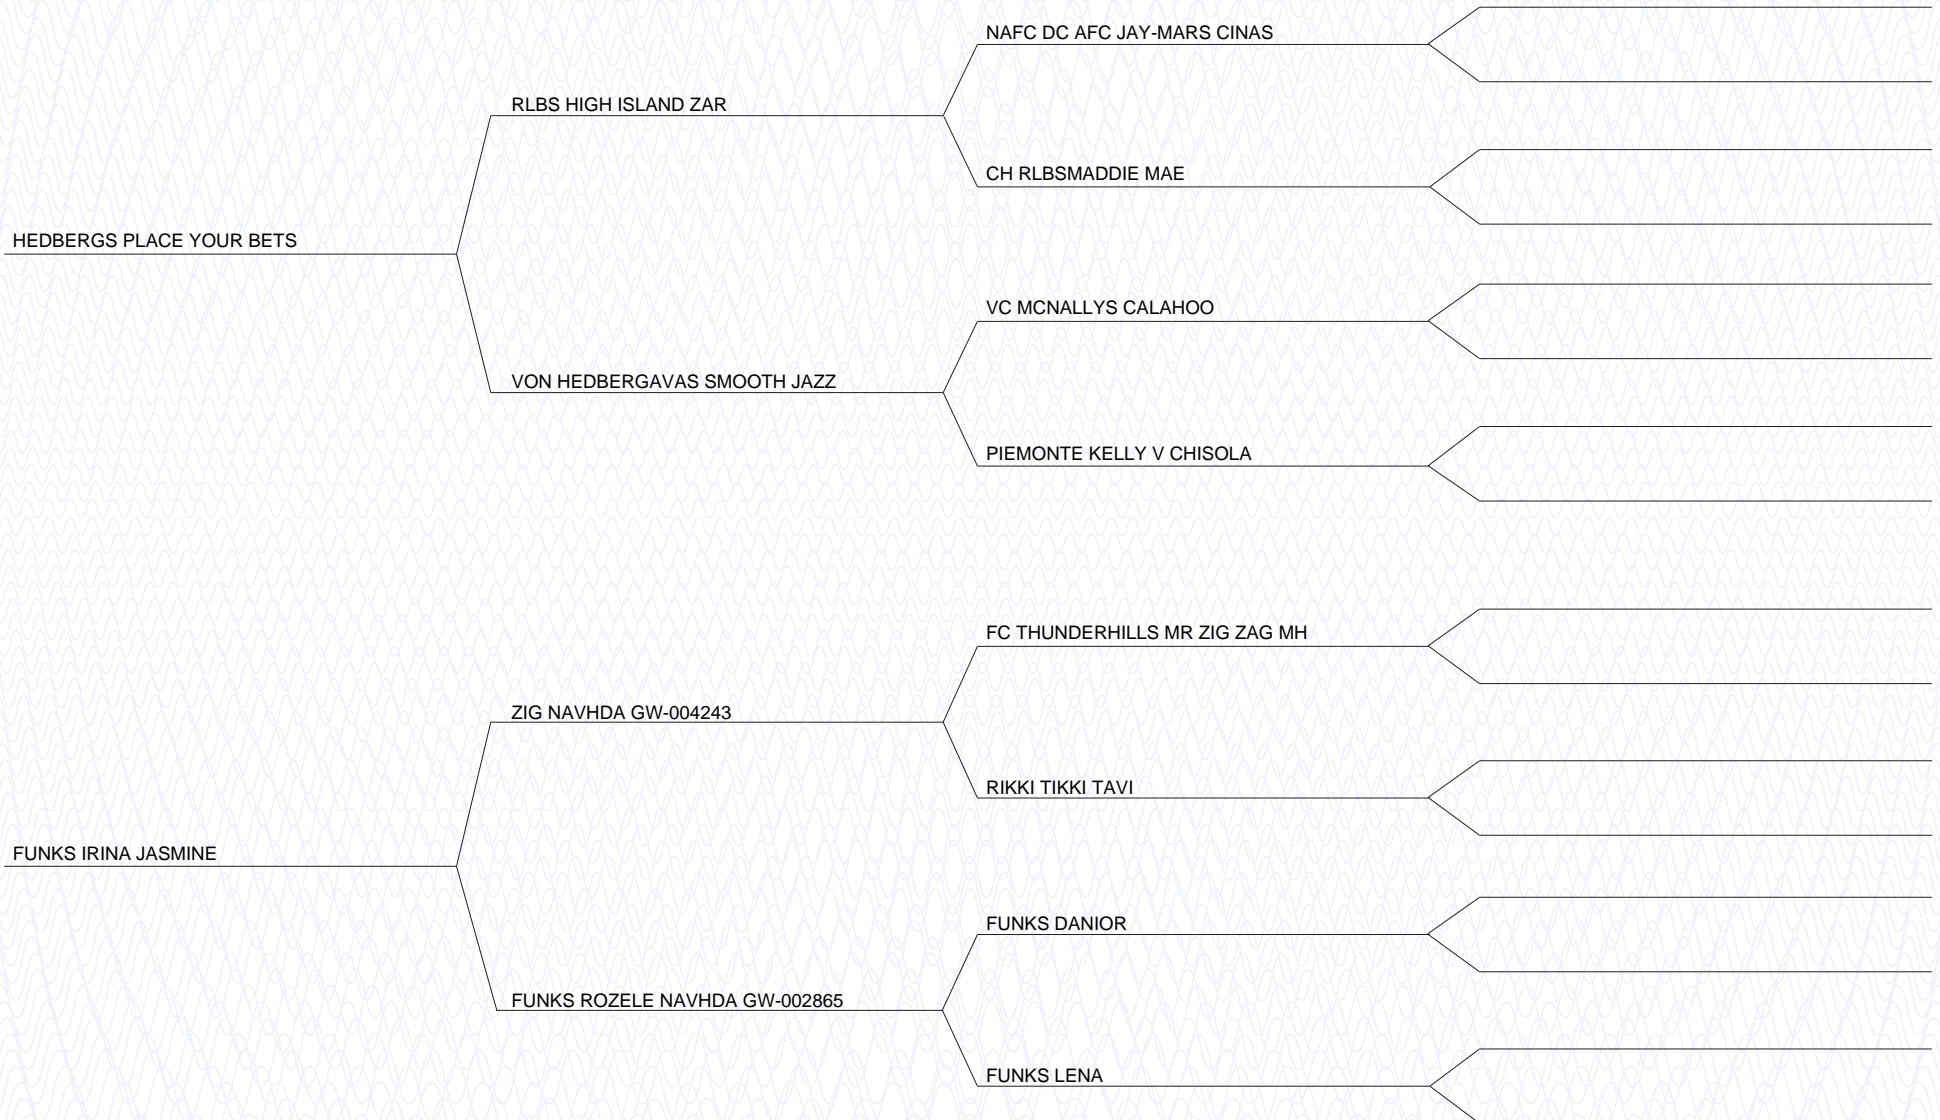 NAFC DC AFC JAY-MARS CINAS
RLBS HIGH ISLAND ZAR
CH RLBSMADDIE MAE
HEDBERGS PLACE YOUR BETS
VC MCNALLYS CALAHOO
VON HEDBERGAVAS SMOOTH JAZZ
PIEMONTE KELLY V CHISOLA
FC THUNDERHILLS MR ZIG ZAG MH
ZIG NAVHDA GW-004243
RIKKI TIKKI TAVI
FUNKS IRINA JASMINE
FUNKS DANIOR
FUNKS ROZELE NAVHDA GW-002865
FUNKS LENA